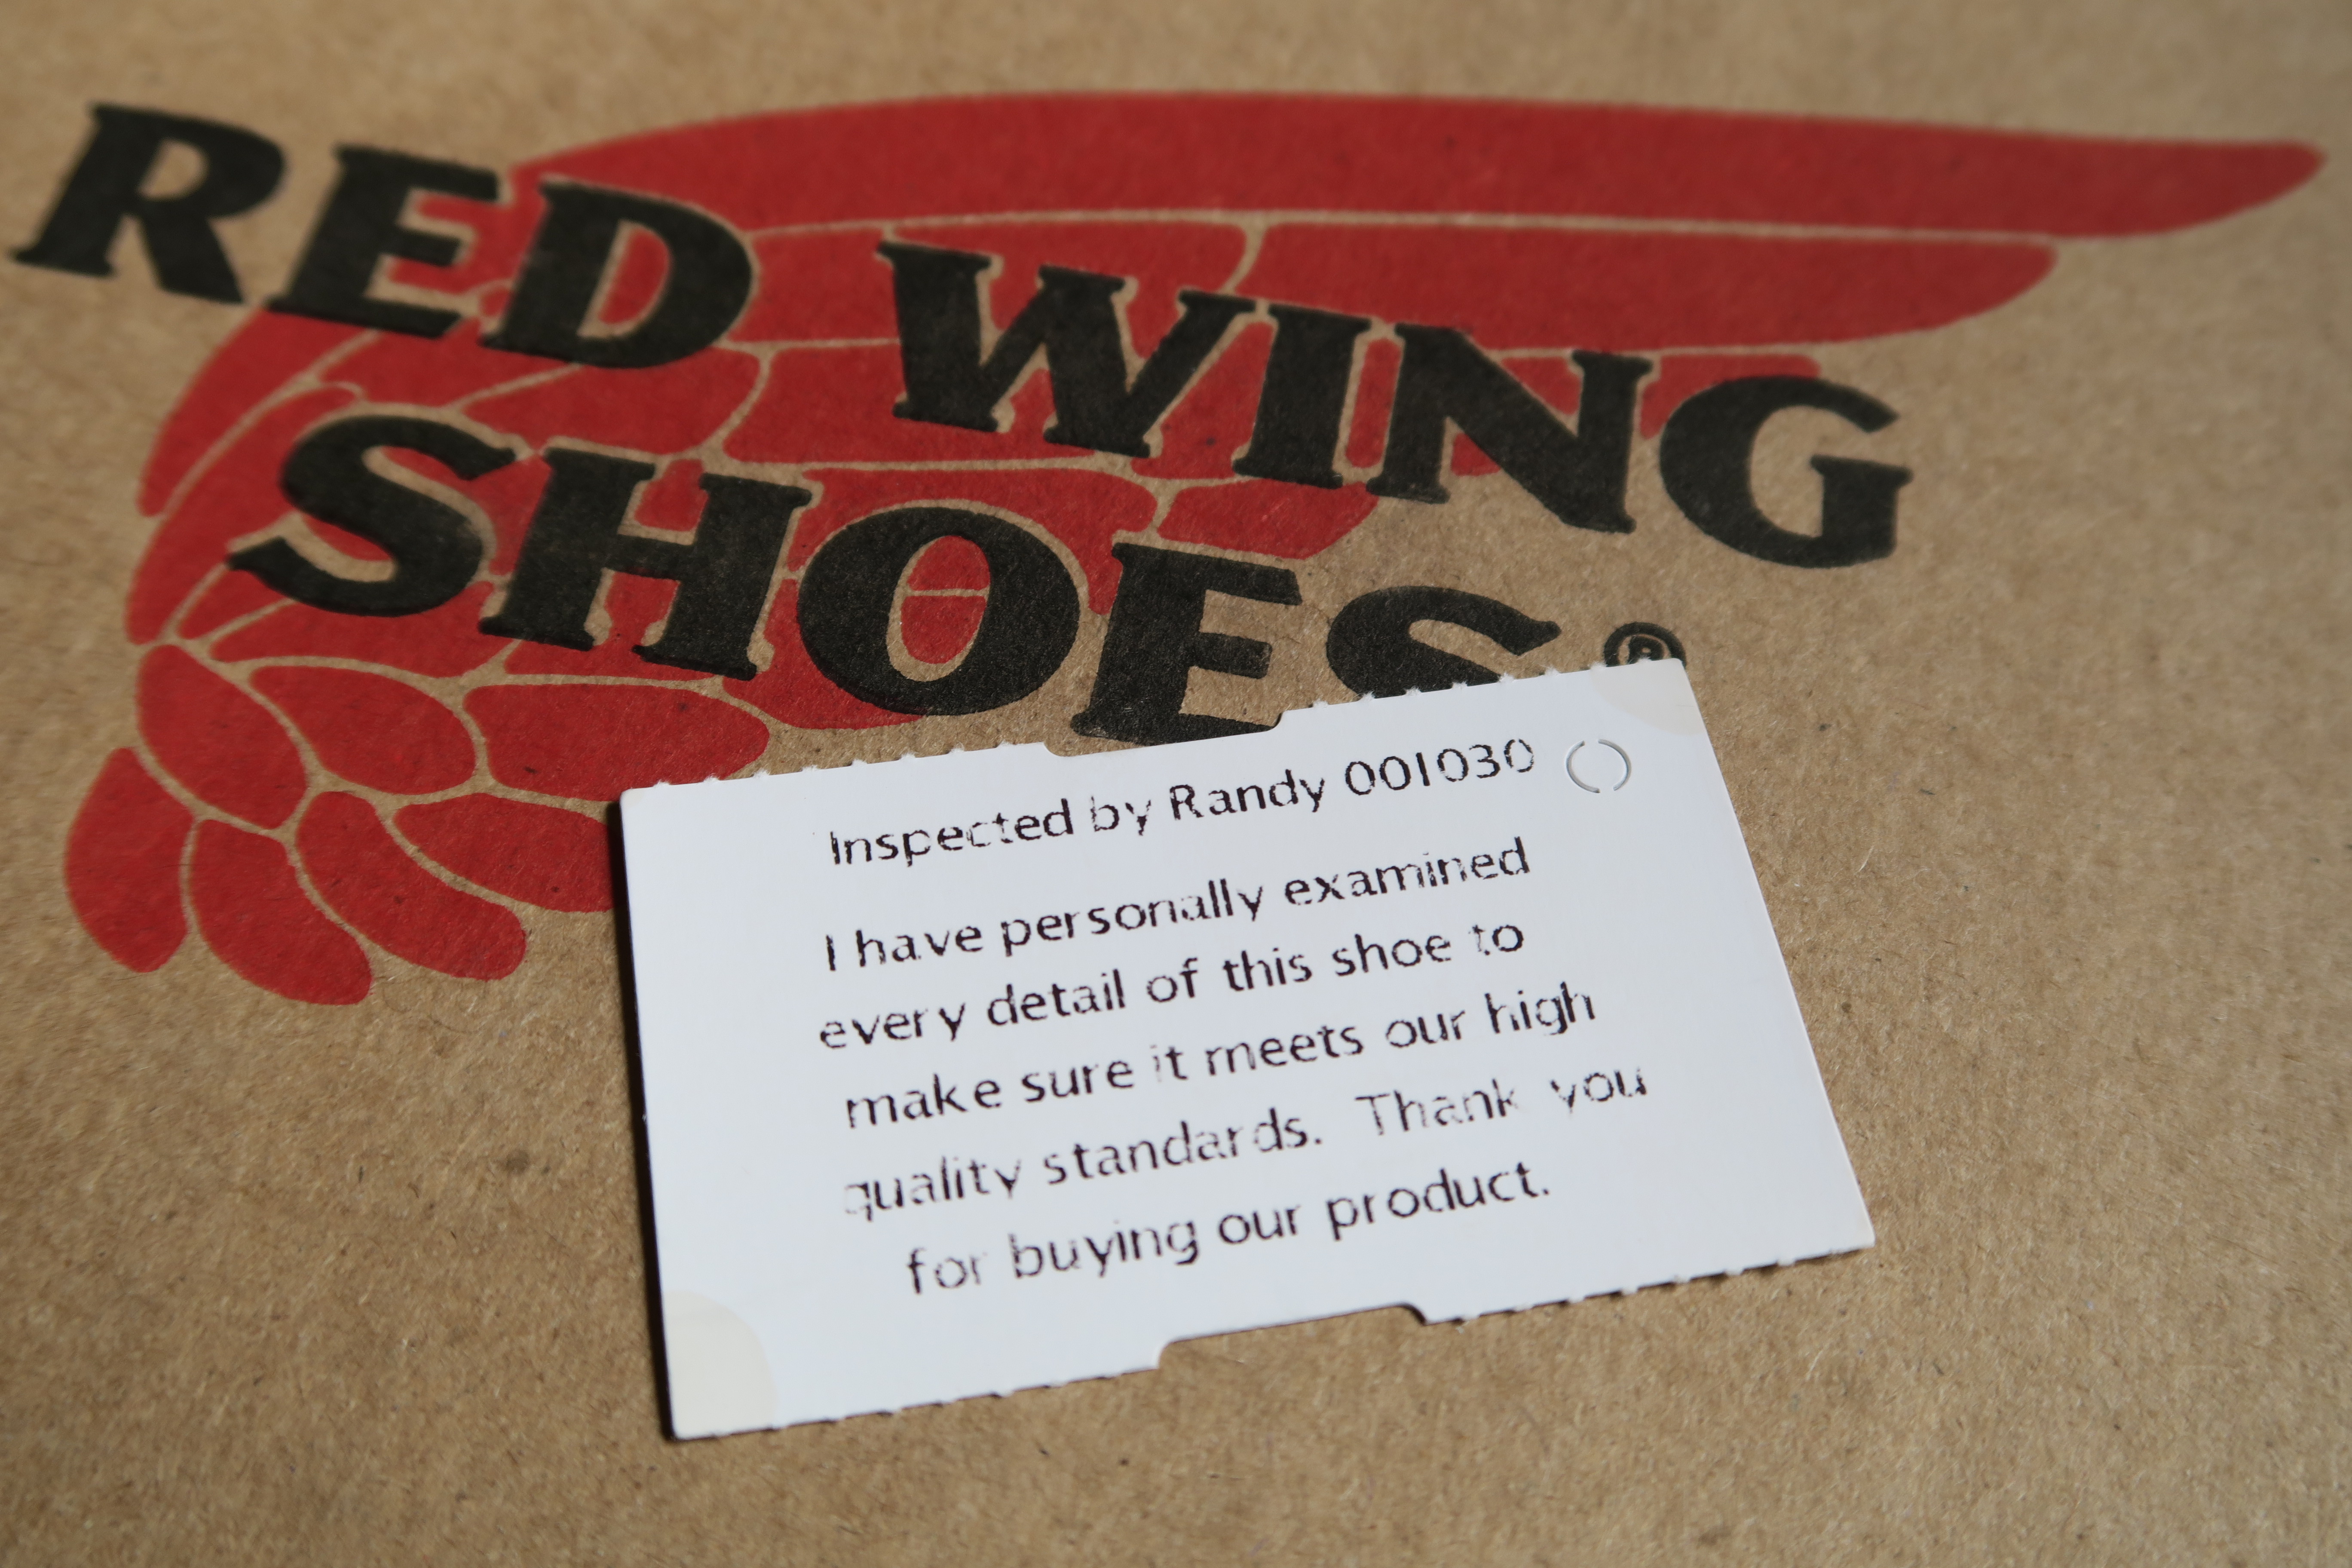 RED WING
SHOES®
Inspected by Randy 001030
I have personally examined
every detail of this shoe to
make sure it meets our high
quality standards. Thank you
for buying our product.